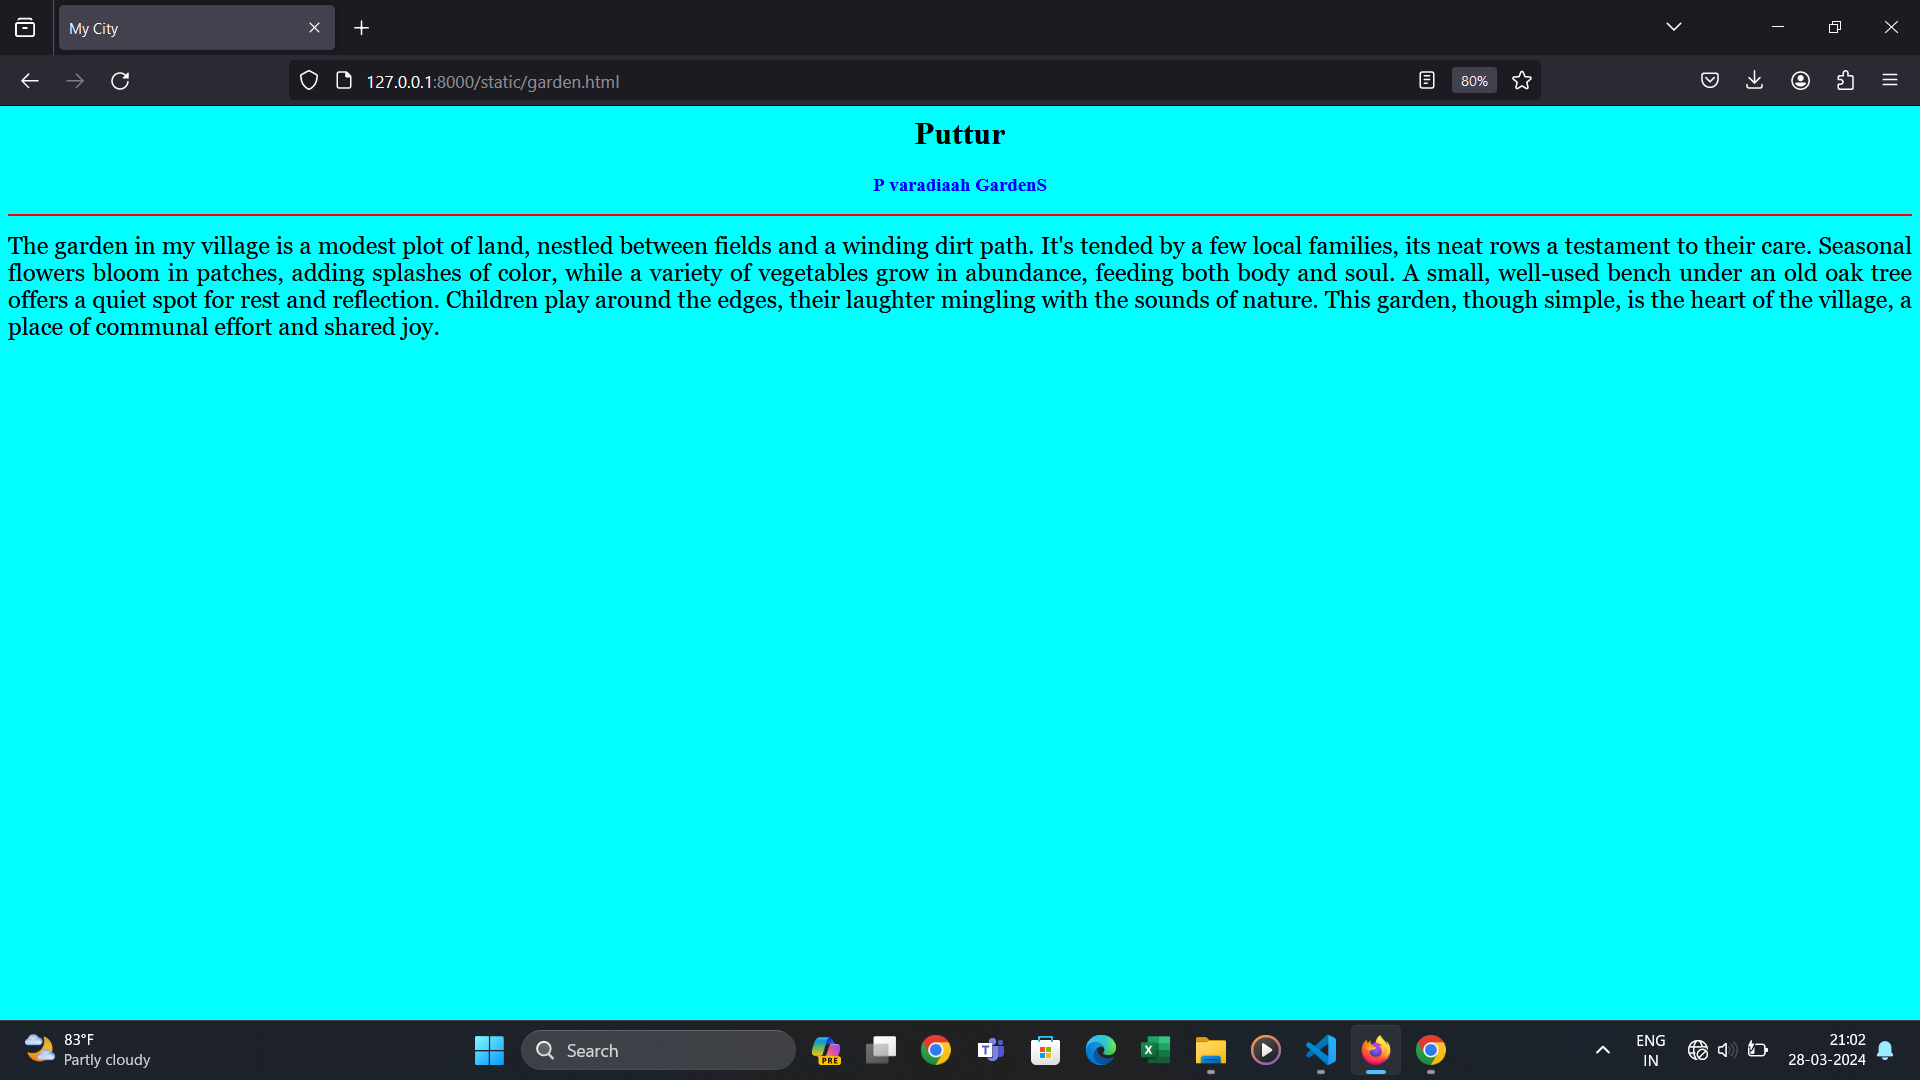 My City
127.0.0.1:8000/static/garden.html
80%
Puttur
P varadiaah GardenS
The garden in my village is a modest plot of land, nestled between fields and a winding dirt path. It's tended by a few local families, its neat rows a testament to their care. Seasonal
flowers bloom in patches, adding splashes of color, while a variety of vegetables grow in abundance, feeding both body and soul. A small, well-used bench under an old oak tree
offers a quiet spot for rest and reflection. Children play around the edges, their laughter mingling with the sounds of nature. This garden, though simple, is the heart of the village, a
place of communal effort and shared joy.
83°F
Partly cloudy
Search
PRE
ENG
IN
21:02
28-03-2024